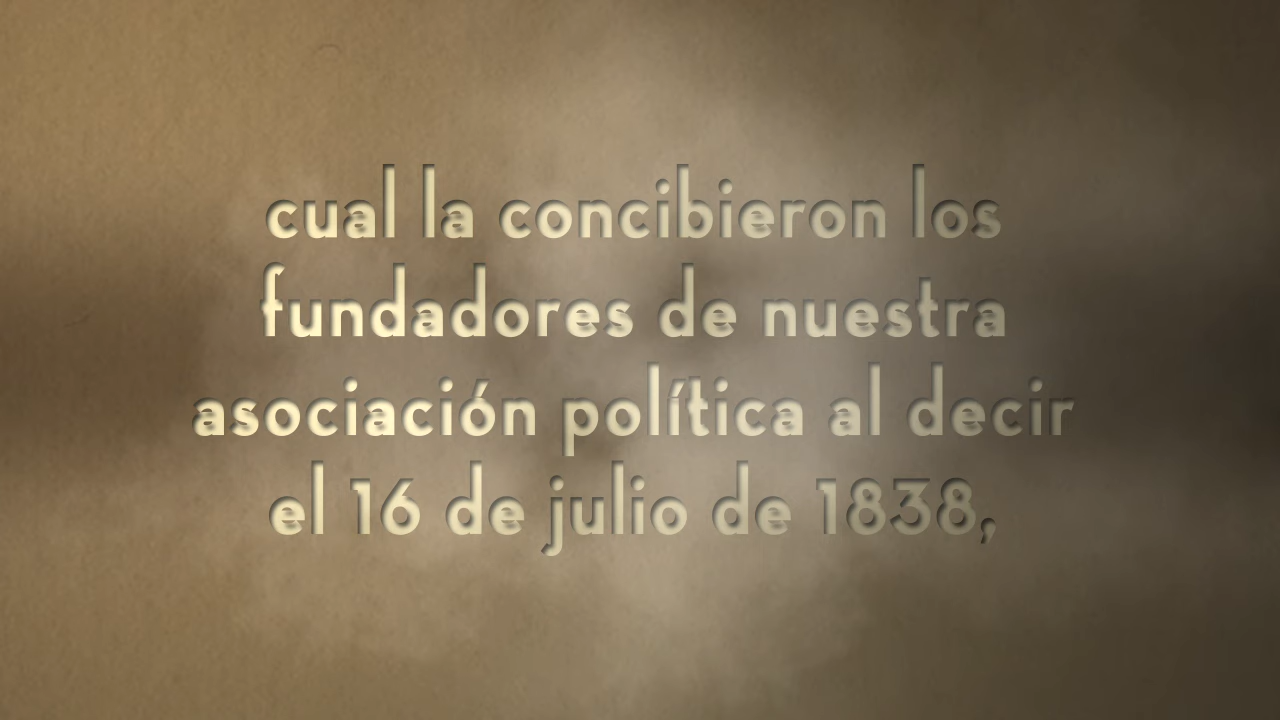 cual la concibieron los
fundadores de nuestra
asociación política al decir
el 16 de julio de 1838,